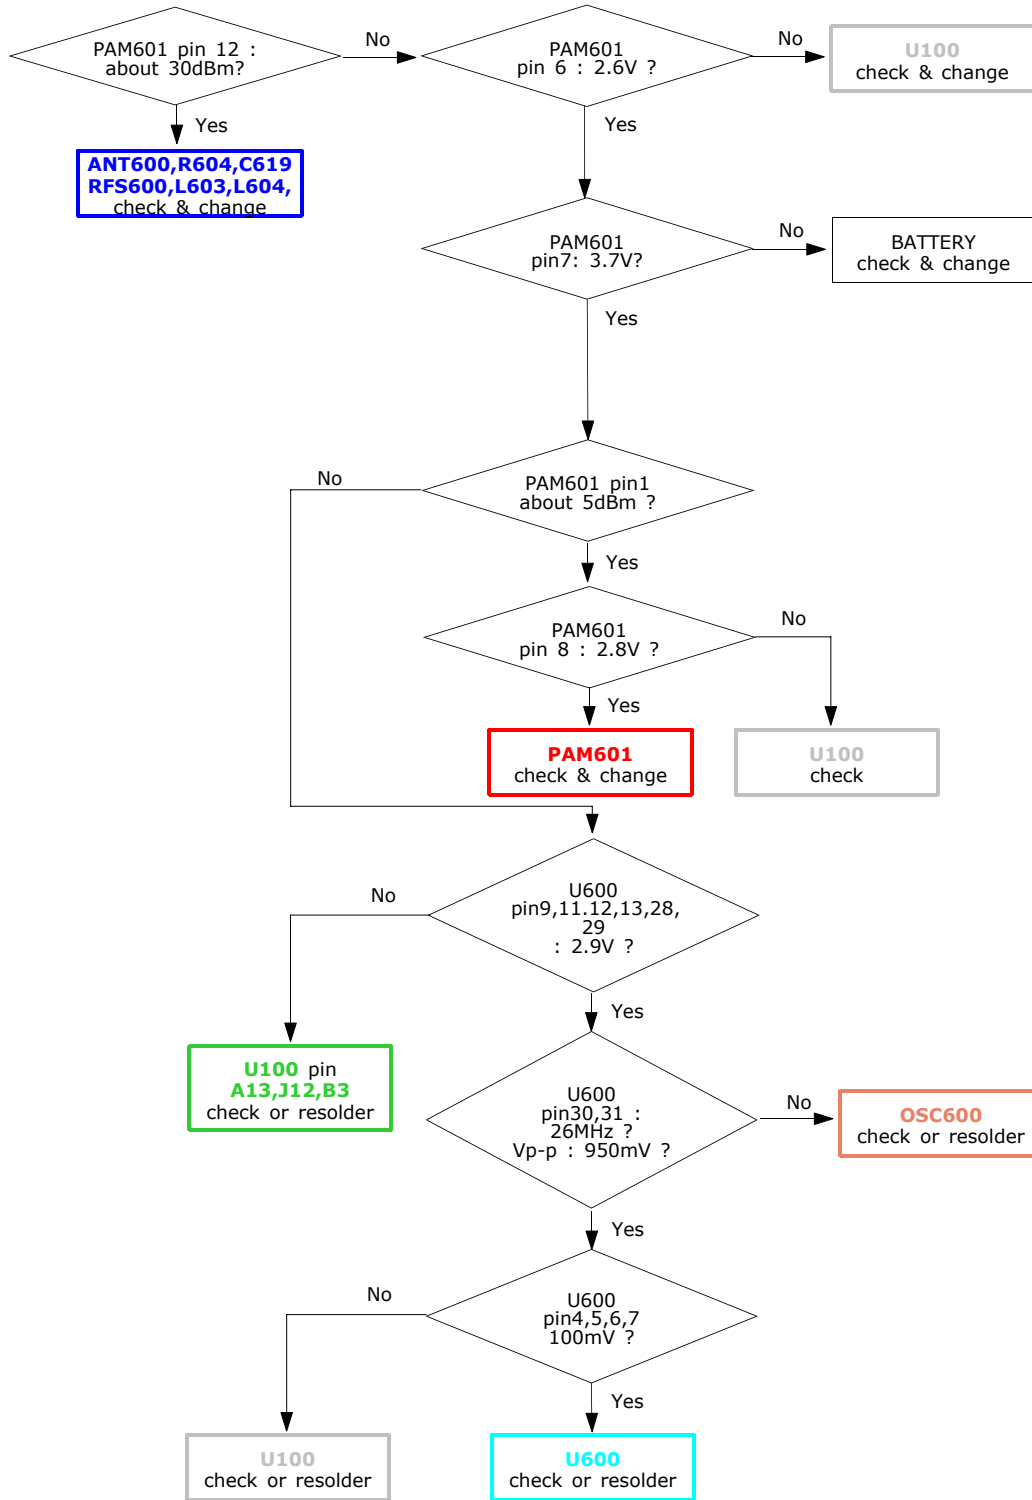 PAM601 pin 12 :
about 30dBm?
No
PAM601
pin 6 : 2.6V ?
No
U100
check & change
Yes
ANT600,R604,C619
RFS600,L603,L604,
check & change
Yes
PAM601
pin7: 3.7V?
No
BATTERY
check & change
Yes
No
PAM601 pin1
about 5dBm ?
Yes
PAM601
pin 8 : 2.8V ?
No
Yes
PAM601
check & change
U100
check
No
U600
pin9,11.12,13,28,
29
: 2.9V ?
Yes
U100 pin
A13,J12,B3
check or resolder
U600
pin30,31 :
26MHz ?
Vp-p : 950mV ?
No
OSC600
check or resolder
Yes
No
U600
pin4,5,6,7
100mV ?
Yes
U100
check or resolder
U600
check or resolder